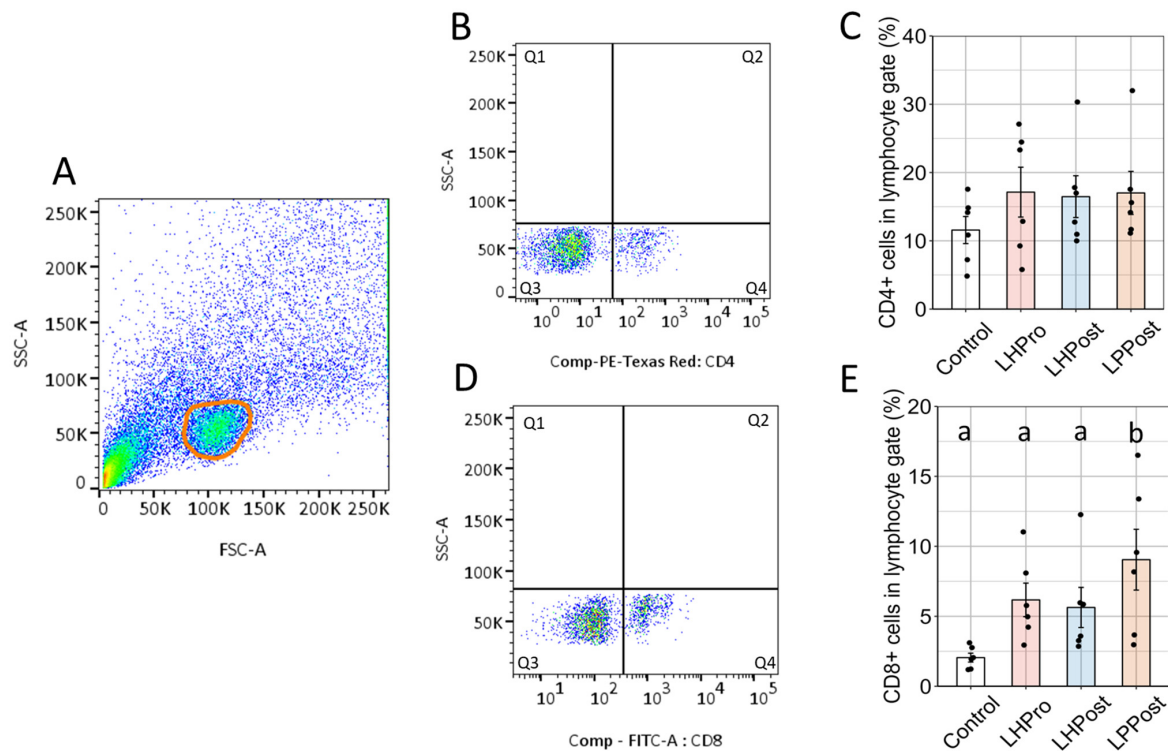 A
250K
200K
150K
100K
50K
0
SSC-A
0 50K 100K 150K 200K 250K
FSC-A
B
Q1 Q2
250K
200K
150K
100K
50K
0
SSC-A
Q3 Q4
10^0 10^1 10^2 10^3 10^4 10^5
Comp-PE-Texas Red: CD4
C
CD4+ cells in lymphocyte gate (%)
40
30
20
10
0
Control LHPro LHPost LPPost
D
Q1 Q2
250K
200K
150K
100K
50K
0
SSC-A
Q3 Q4
10^1 10^2 10^3 10^4 10^5
Comp - FITC-A : CD8
E
CD8+ cells in lymphocyte gate (%)
20
15
10
5
0
a a a b
Control LHPro LHPost LPPost